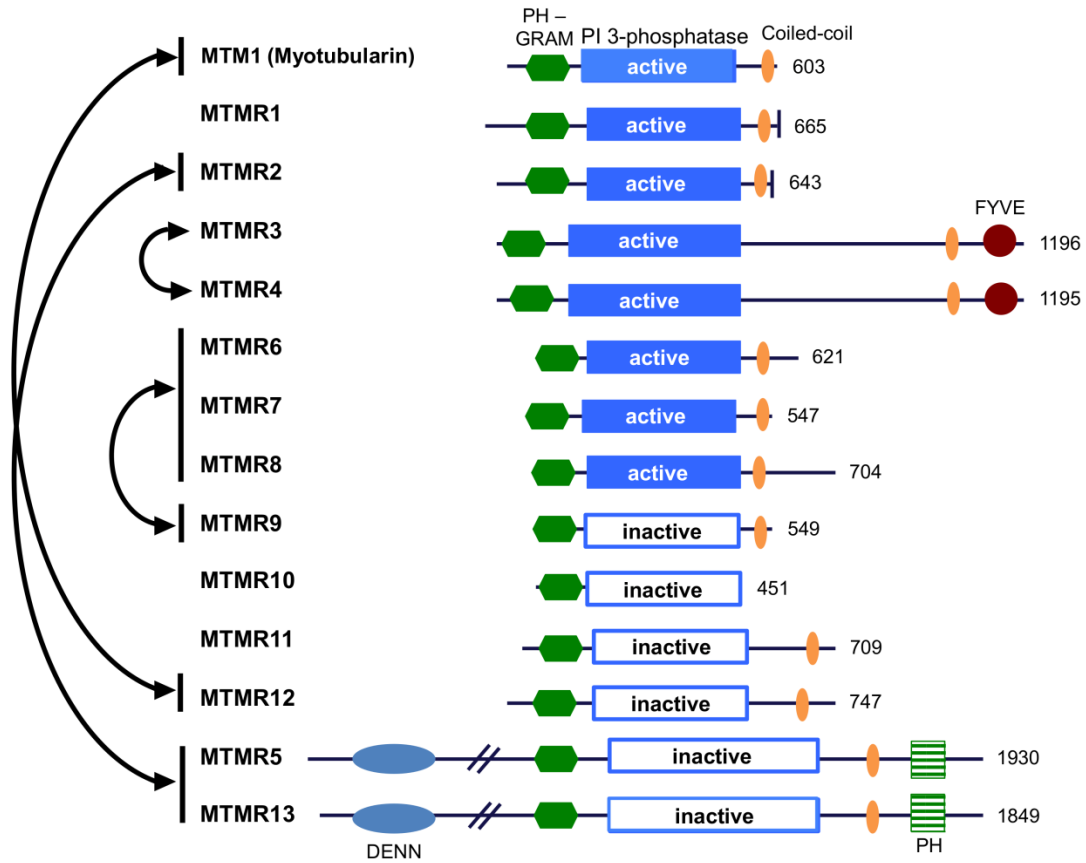 PH –
GRAM
PI 3-phosphatase
Coiled-coil
MTM1 (Myotubularin)
active
603
MTMR1
active
665
MTMR2
active
643
FYVE
MTMR3
active
1196
MTMR4
active
1195
MTMR6
active
621
MTMR7
active
547
MTMR8
active
704
MTMR9
inactive
549
MTMR10
inactive
451
MTMR11
inactive
709
MTMR12
inactive
747
MTMR5
inactive
1930
MTMR13
inactive
1849
DENN
PH